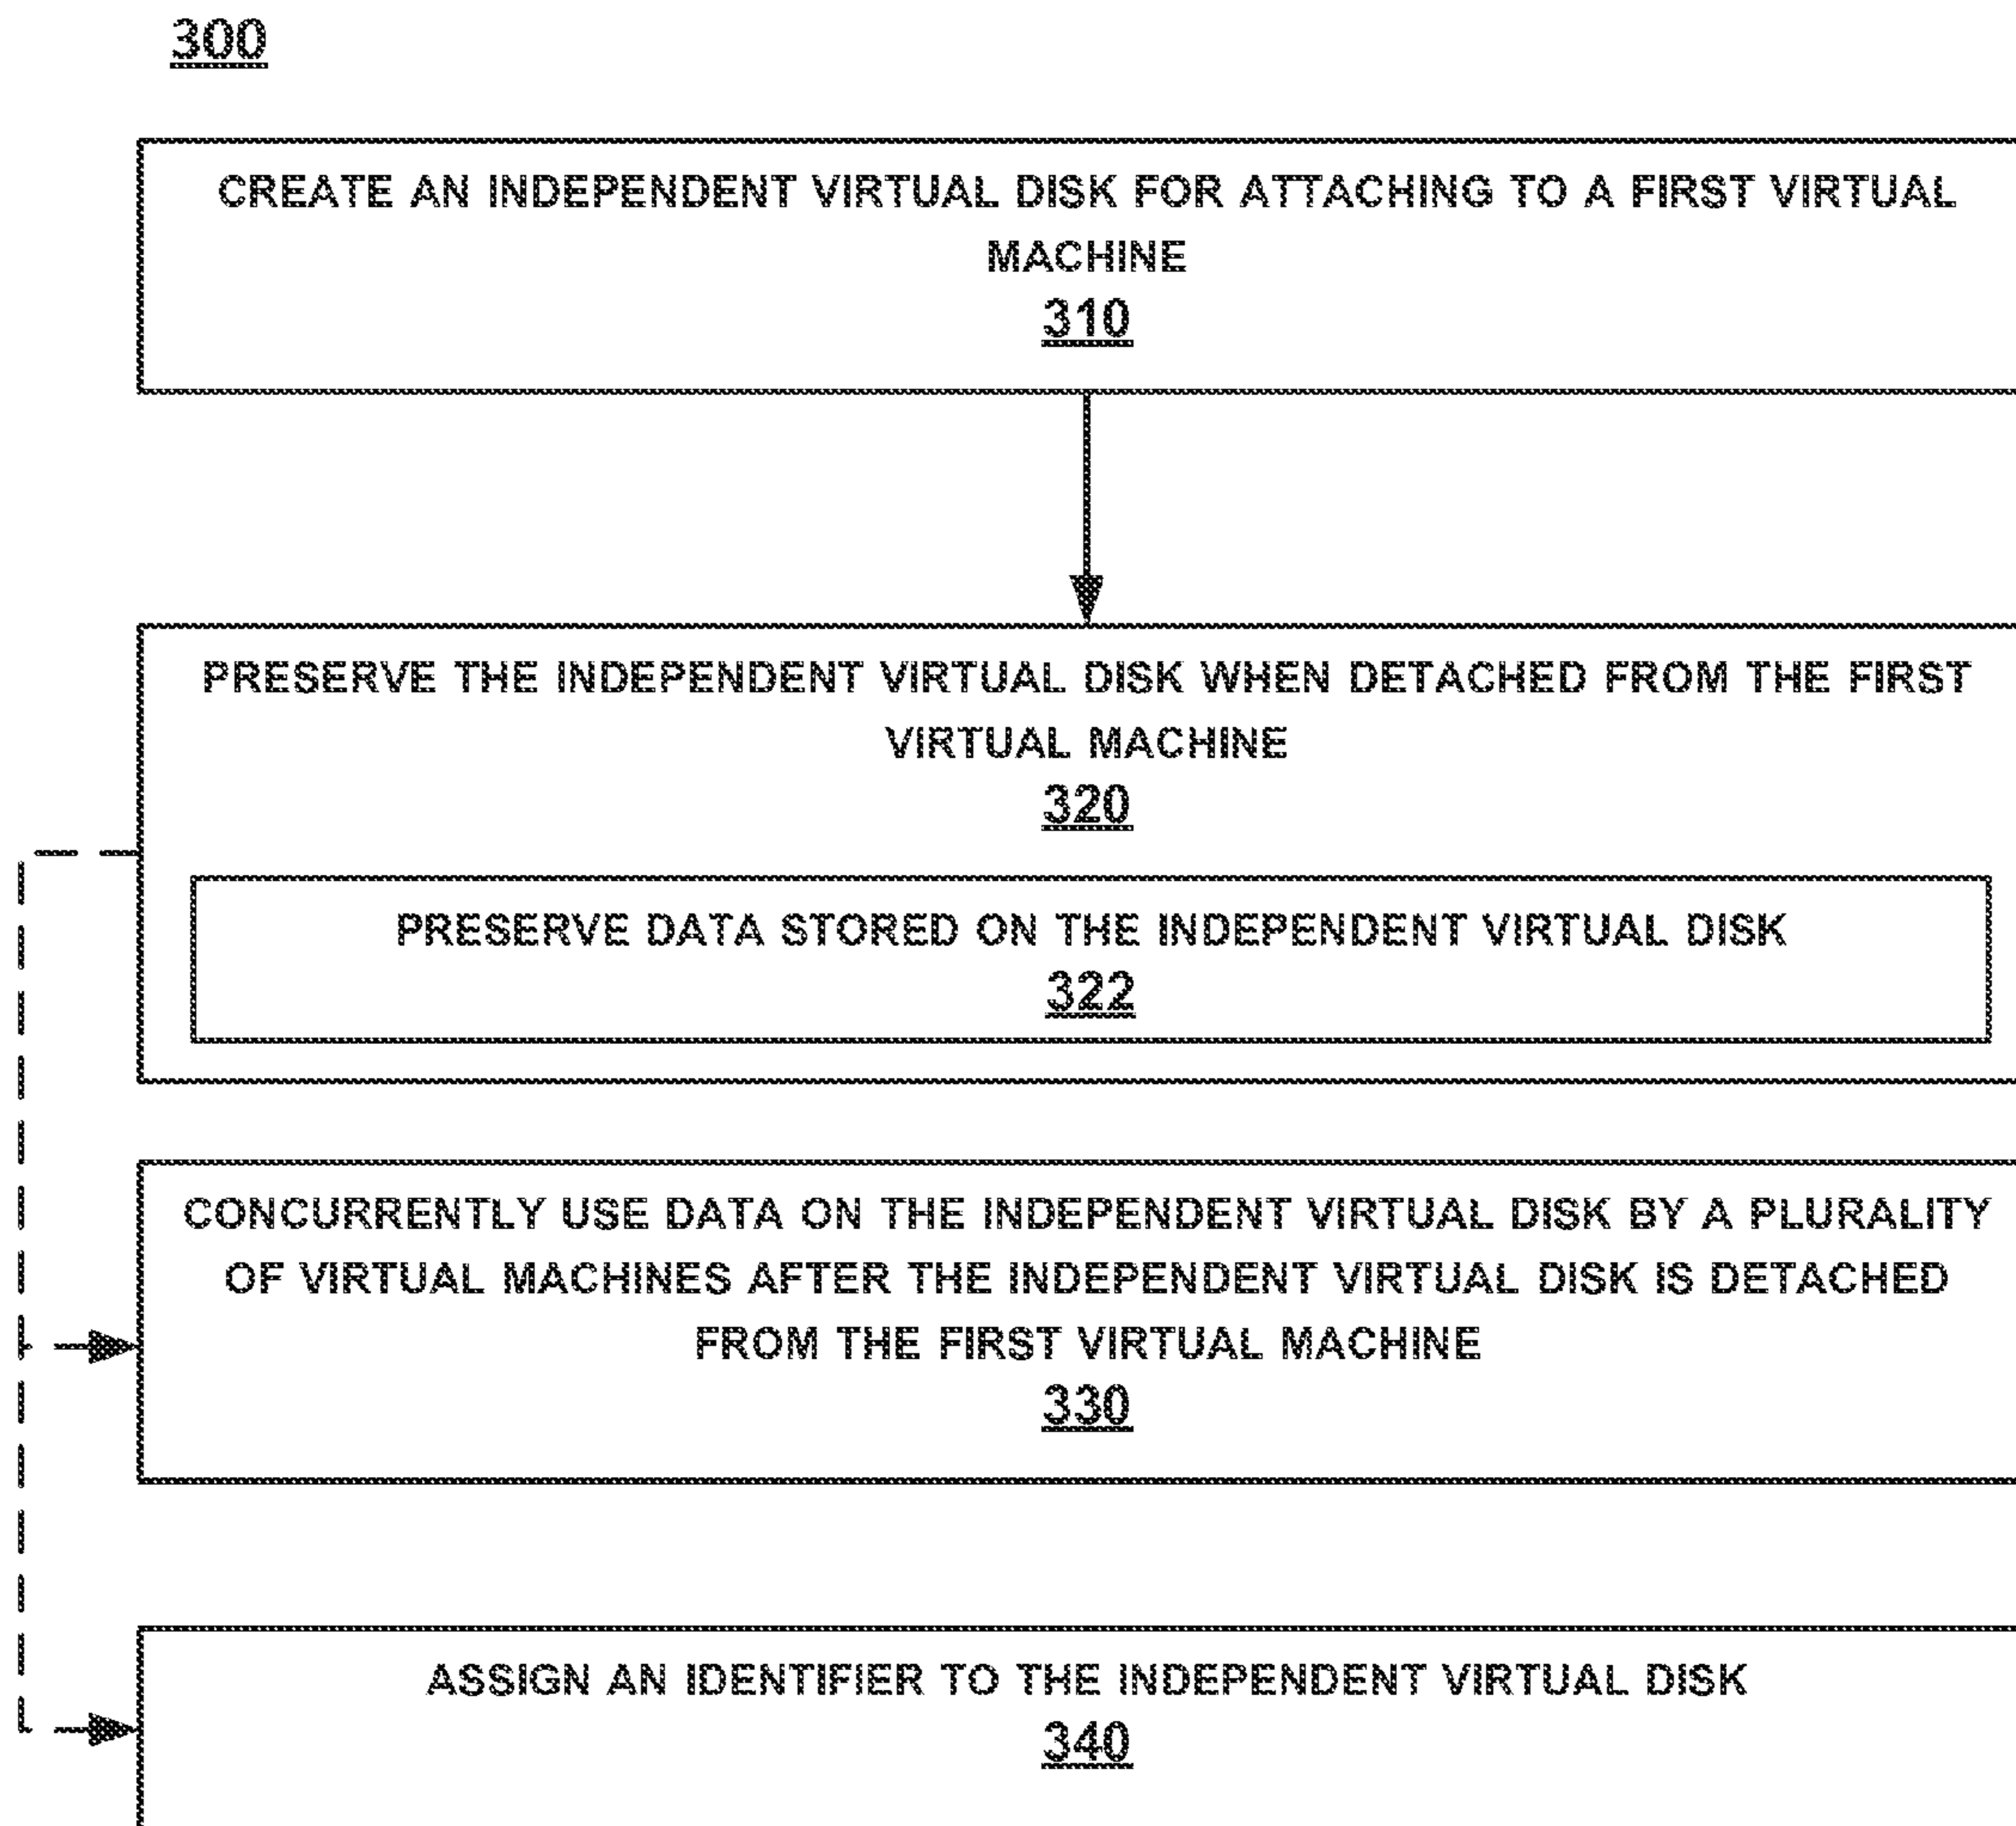 300
CREATE AN INDEPENDENT VIRTUAL DISK FOR ATTACHING TO A FIRST VIRTUAL
MACHINE
310
PRESERVE THE INDEPENDENT VIRTUAL DISK WHEN DETACHED FROM THE FIRST
VIRTUAL MACHINE
320
PRESERVE DATA STORED ON THE INDEPENDENT VIRTUAL DISK
322
CONCURRENTLY USE DATA ON THE INDEPENDENT VIRTUAL DISK BY A PLURALITY
OF VIRTUAL MACHINES AFTER THE INDEPENDENT VIRTUAL DISK IS DETACHED
FROM THE FIRST VIRTUAL MACHINE
330
ASSIGN AN IDENTIFIER TO THE INDEPENDENT VIRTUAL DISK
340